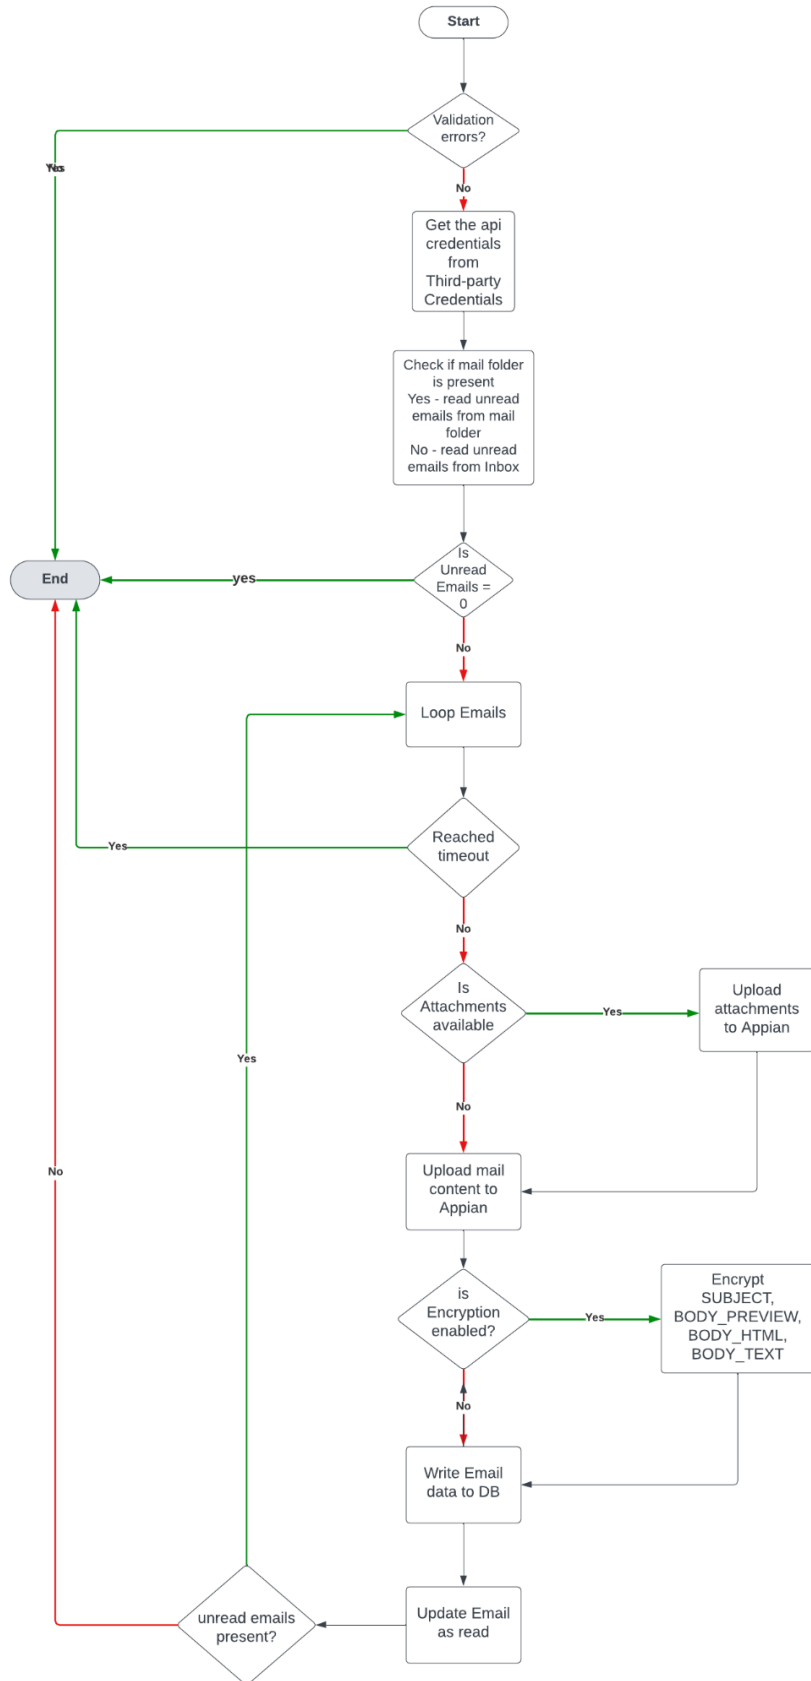 Start
Validation
errors?
Yes
No
Get the api
credentials
from
Third-party
Credentials
Check if mail folder
is present
Yes - read unread
emails from mail
folder
No - read unread
emails from Inbox
End
yes
Is
Unread
Emails =
0
No
Loop Emails
Reached
timeout
Yes
No
Is
Attachments
available
Yes
Upload
attachments
to Appian
Yes
No
No
Upload mail
content to
Appian
is
Encryption
enabled?
Yes
Encrypt
SUBJECT,
BODY_PREVIEW,
BODY_HTML,
BODY_TEXT
No
Write Email
data to DB
Update Email
as read
unread emails
present?